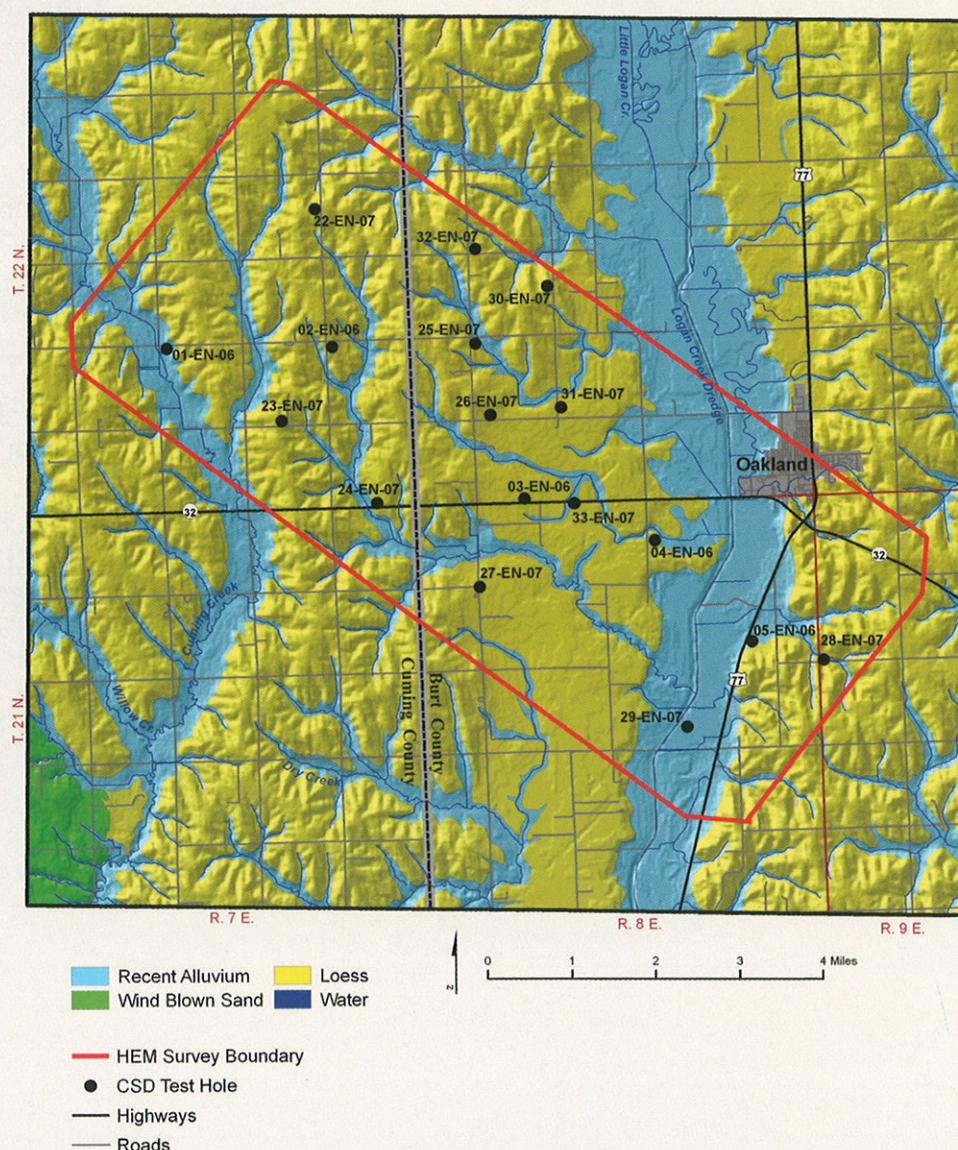 Little Logan Cr.
77
22-EN-07
32-EN-07
T. 22 N.
30-EN-07
Logan Creek Dredge
02-EN-06
25-EN-07
01-EN-06
31-EN-07
26-EN-07
23-EN-07
Oakland
24-EN-07
03-EN-06
32
33-EN-07
04-EN-06
32
27-EN-07
Cuming Creek
05-EN-06
28-EN-07
Cuming County
Burt County
77
Willow Cr.
T. 21 N.
29-EN-07
Dry Creek
R. 7 E.
R. 8 E.
R. 9 E.
Recent Alluvium
Loess
Wind Blown Sand
Water
N
0 1 2 3 4 Miles
HEM Survey Boundary
CSD Test Hole
Highways
Roads